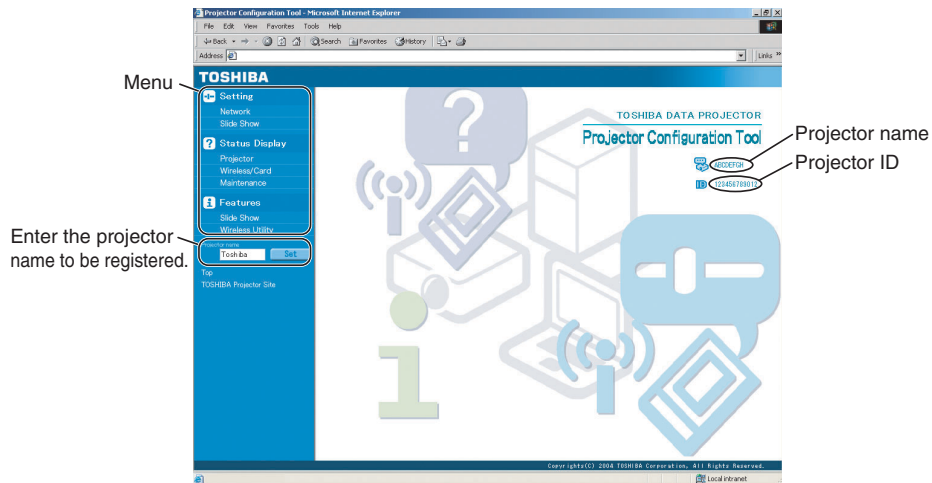 Projector Configuration Tool - Microsoft Internet Explorer
File Edit View Favorites Tools Help
Back Search Favorites History
Address Links »
TOSHIBA
Menu
Setting
Network
Slide Show
? Status Display
Projector
Wireless/Card
Maintenance
i Features
Slide Show
Wireless Utility
Enter the projector
name to be registered.
Projector name
Toshiba Set
Top
TOSHIBA Projector Site
TOSHIBA DATA PROJECTOR
Projector Configuration Tool
ABCDEFGH
Projector name
ID 123456789012
Projector ID
Copyrights(C) 2004 TOSHIBA Corporation, All Rights Reserved.
Local intranet